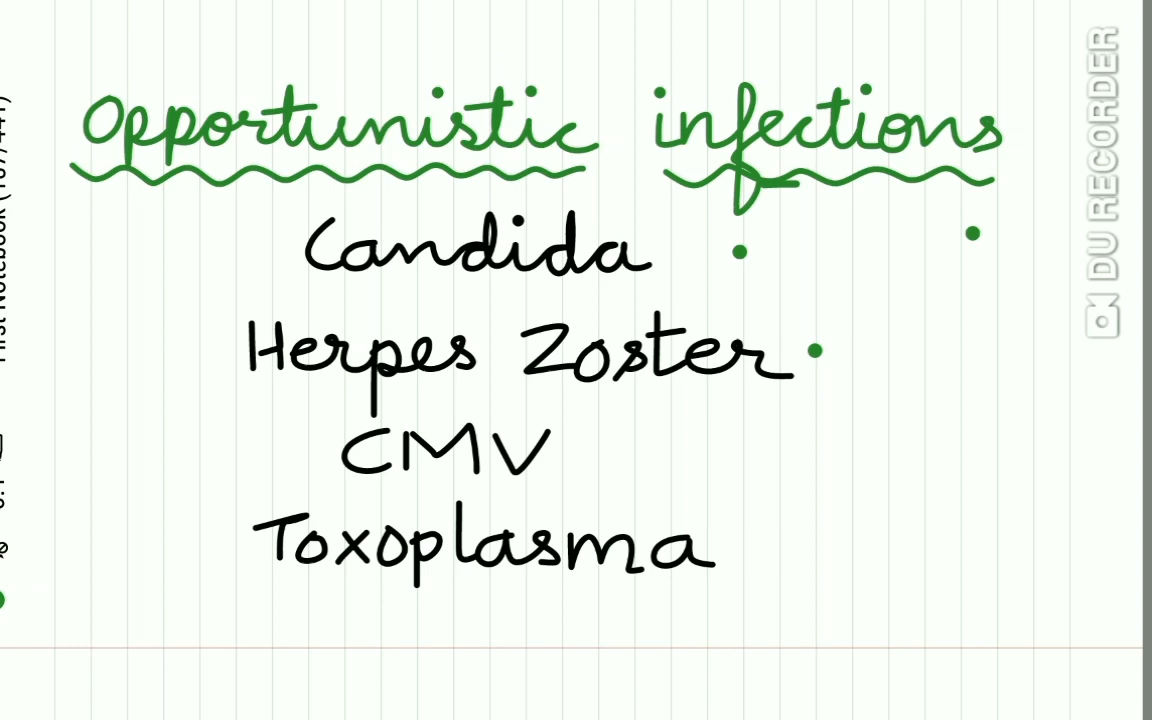 Opportunistic infections
Candida
Herpes Zoster
CMV
Toxoplasma
DU RECORDER